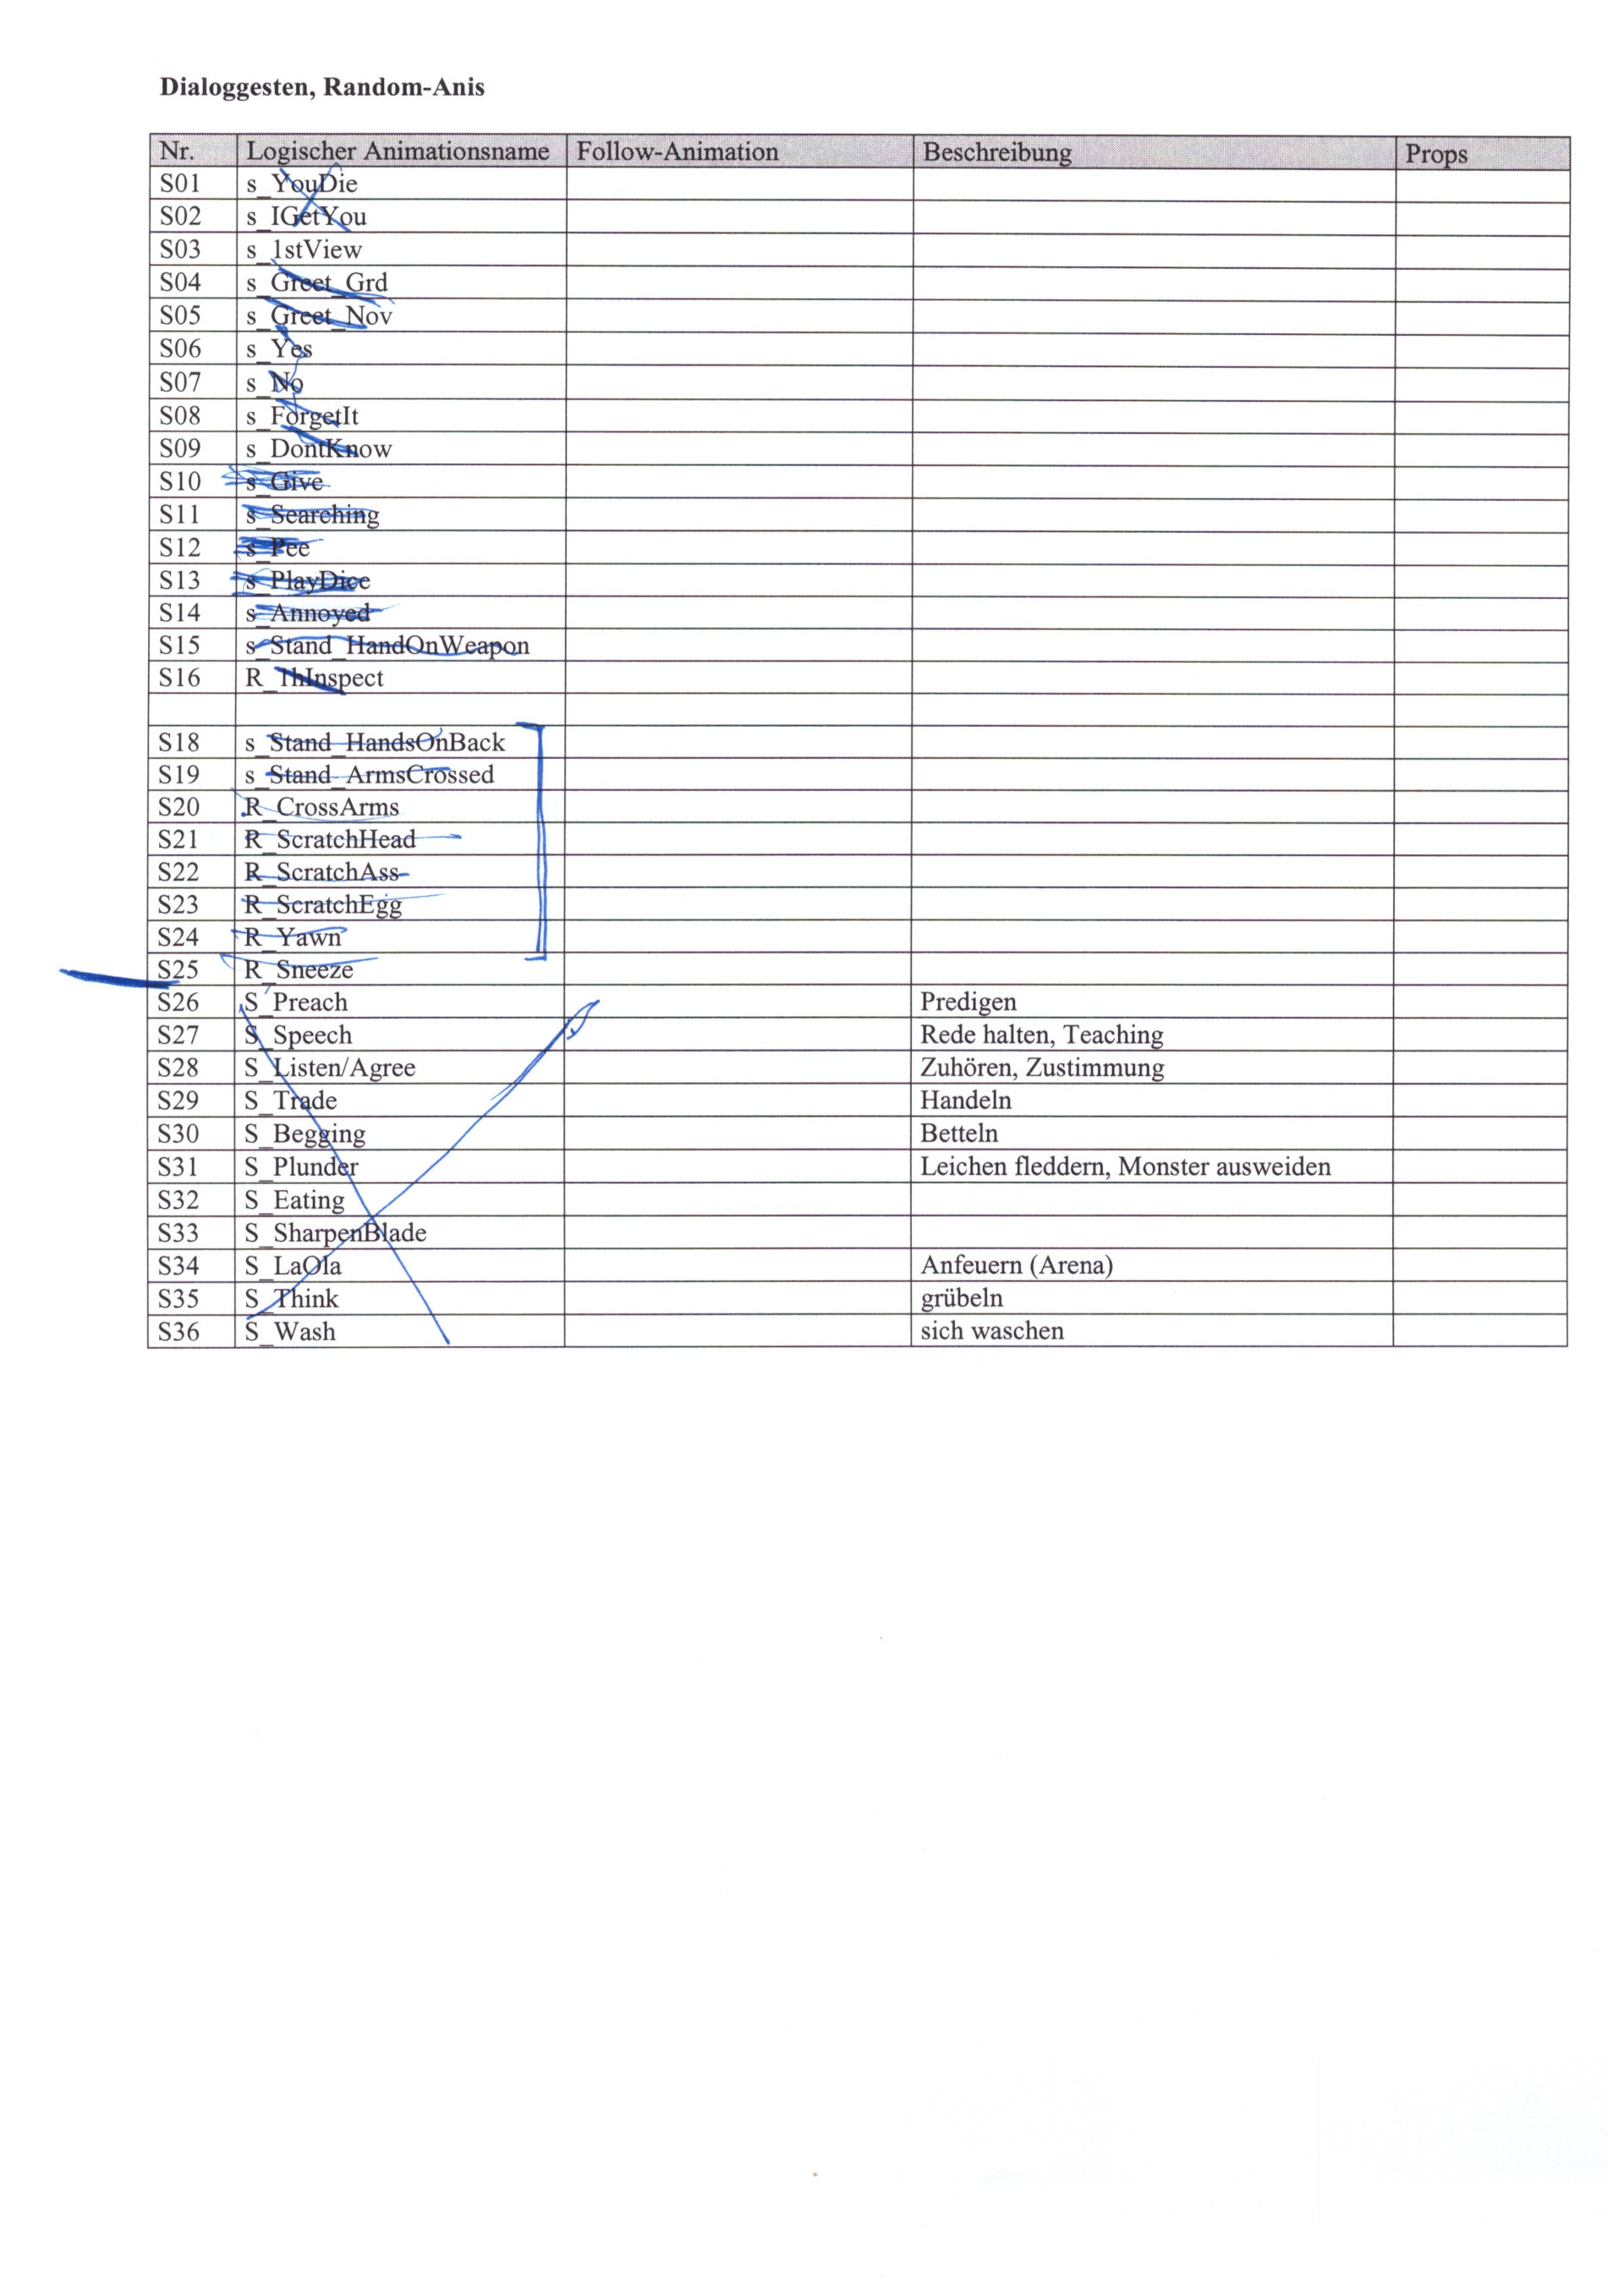 Dialoggesten, Random-Anis
Nr. Logischer Animationsname Follow-Animation Beschreibung Props
S01 s_YouDie
S02 s_IGetYou
S03 s_1stView
S04 s_Greet_Grd
S05 s_Greet_Nov
S06 s_Yes
S07 s_No
S08 s_ForgetIt
S09 s_DontKnow
S10 s_Give
S11 s_Searching
S12 s_Pee
S13 s_PlayDice
S14 s_Annoyed
S15 s_Stand_HandOnWeapon
S16 R_ThInspect
S18 s_Stand_HandsOnBack
S19 s_Stand_ArmsCrossed
S20 R_CrossArms
S21 R_ScratchHead
S22 R_ScratchAss
S23 R_ScratchEgg
S24 R_Yawn
S25 R_Sneeze
S26 S_Preach Predigen
S27 S_Speech Rede halten, Teaching
S28 S_Listen/Agree Zuhören, Zustimmung
S29 S_Trade Handeln
S30 S_Begging Betteln
S31 S_Plunder Leichen fleddern, Monster ausweiden
S32 S_Eating
S33 S_SharpenBlade
S34 S_LaOla Anfeuern (Arena)
S35 S_Think grübeln
S36 S_Wash sich waschen